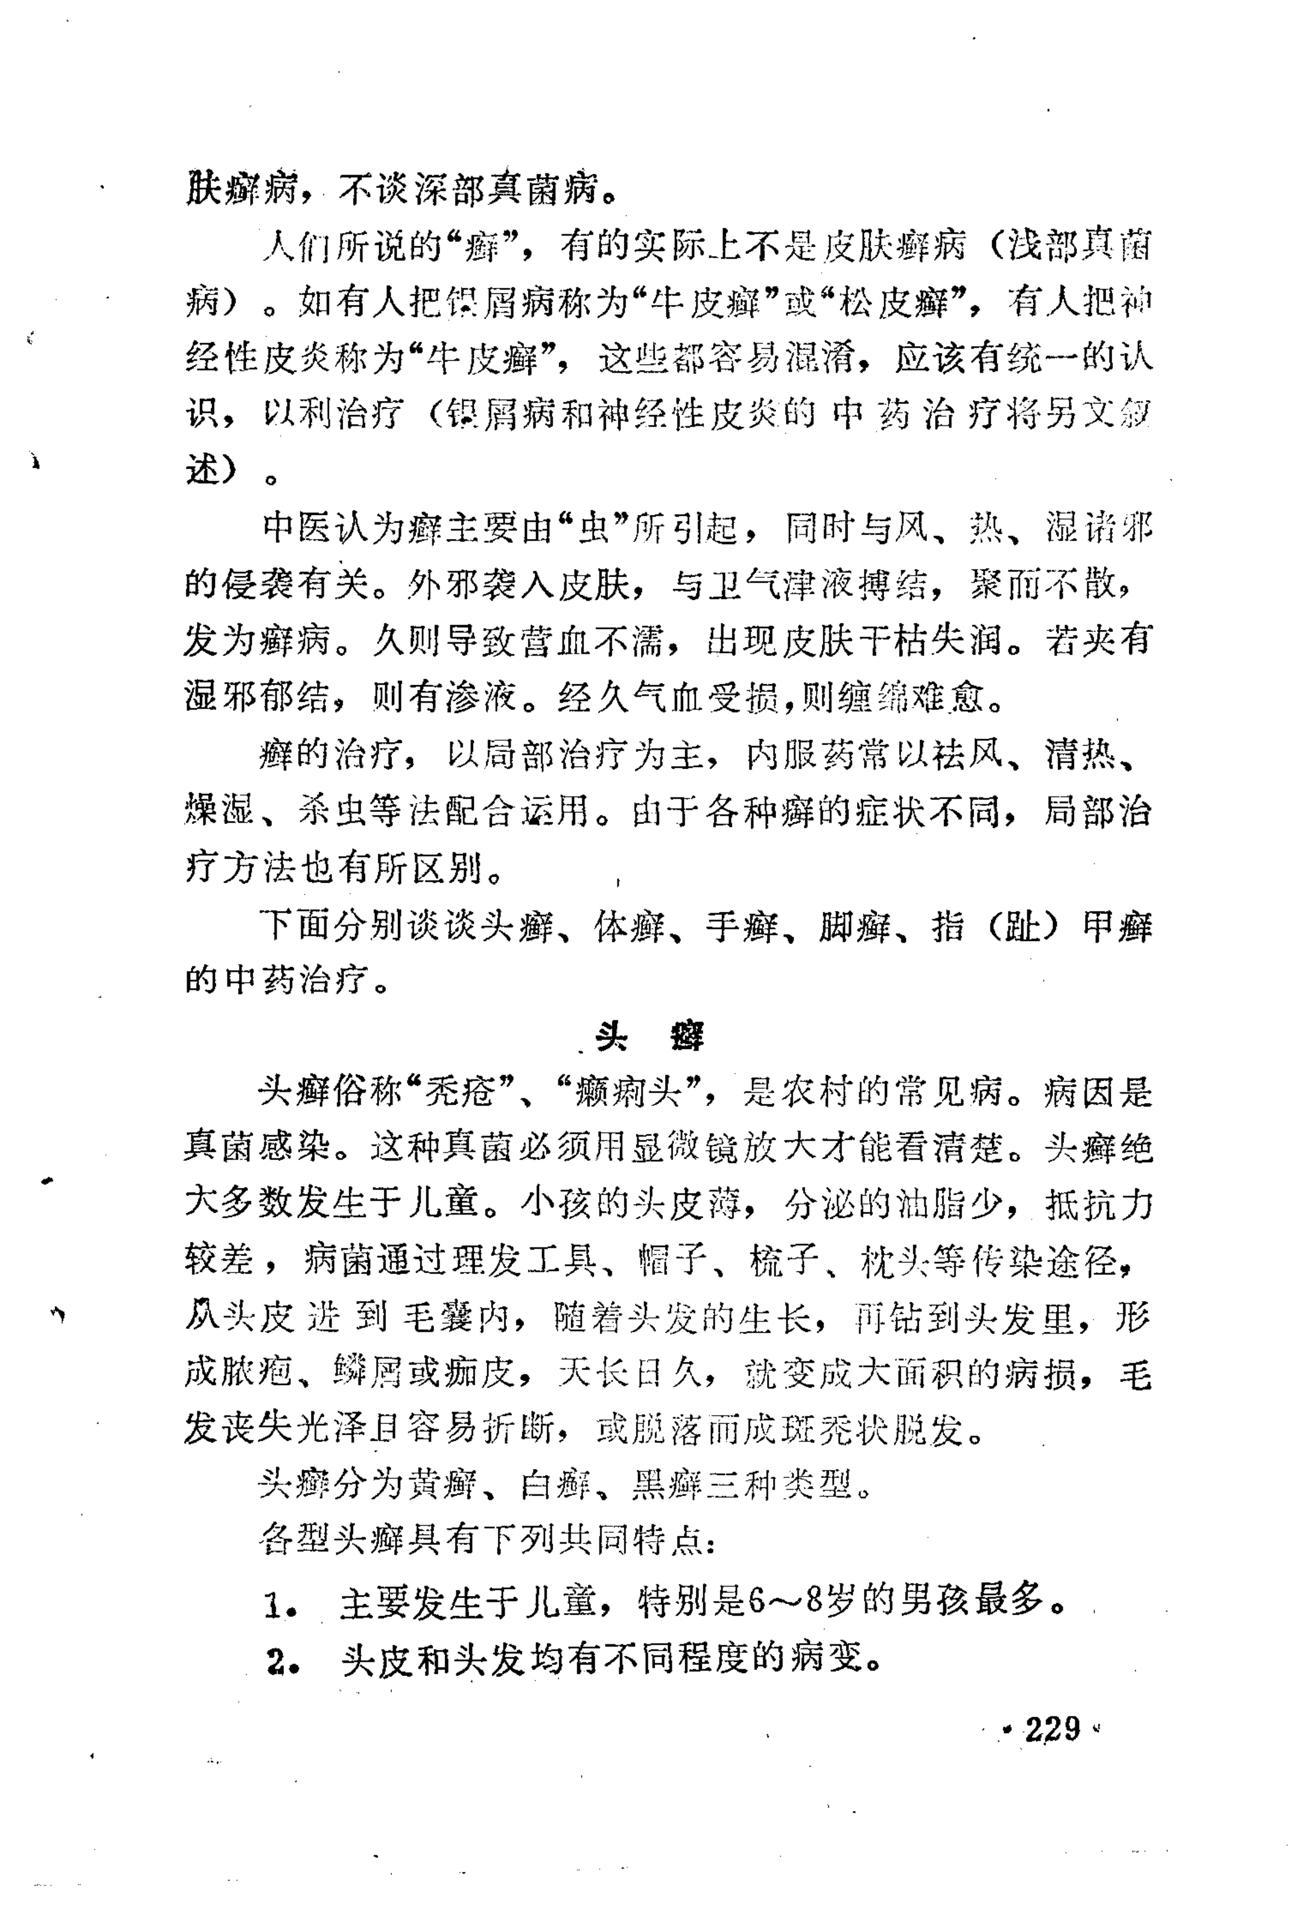 肤癣病，不谈深部真菌病。
人们所说的“癣”，有的实际上不是皮肤癣病（浅部真菌
病）。如有人把银屑病称为“牛皮癣”或“松皮癣”，有人把神
经性皮炎称为“牛皮癣”，这些都容易混淆，应该有统一的认
识，以利治疗（银屑病和神经性皮炎的中药治疗将另文叙
述）。
中医认为癣主要由“虫”所引起，同时与风、热、湿诸邪
的侵袭有关。外邪袭入皮肤，与卫气津液搏结，聚而不散，
发为癣病。久则导致营血不濡，出现皮肤干枯失润。若夹有
湿邪郁结，则有渗液。经久气血受损，则缠绵难愈。
癣的治疗，以局部治疗为主，内服药常以祛风、清热、
燥湿、杀虫等法配合运用。由于各种癣的症状不同，局部治
疗方法也有所区别。
下面分别谈谈头癣、体癣、手癣、脚癣、指（趾）甲癣
的中药治疗。
头癣
头癣俗称“秃疮”、“癞痢头”，是农村的常见病。病因是
真菌感染。这种真菌必须用显微镜放大才能看清楚。头癣绝
大多数发生于儿童。小孩的头皮薄，分泌的油脂少，抵抗力
较差，病菌通过理发工具、帽子、梳子、枕头等传染途径，
从头皮进到毛囊内，随着头发的生长，再钻到头发里，形
成脓疱、鳞屑或痂皮，天长日久，就变成大面积的病损，毛
发丧失光泽且容易折断，或脱落而成斑秃状脱发。
头癣分为黄癣、白癣、黑癣三种类型。
各型头癣具有下列共同特点：
1. 主要发生于儿童，特别是6～8岁的男孩最多。
2. 头皮和头发均有不同程度的病变。
·229·